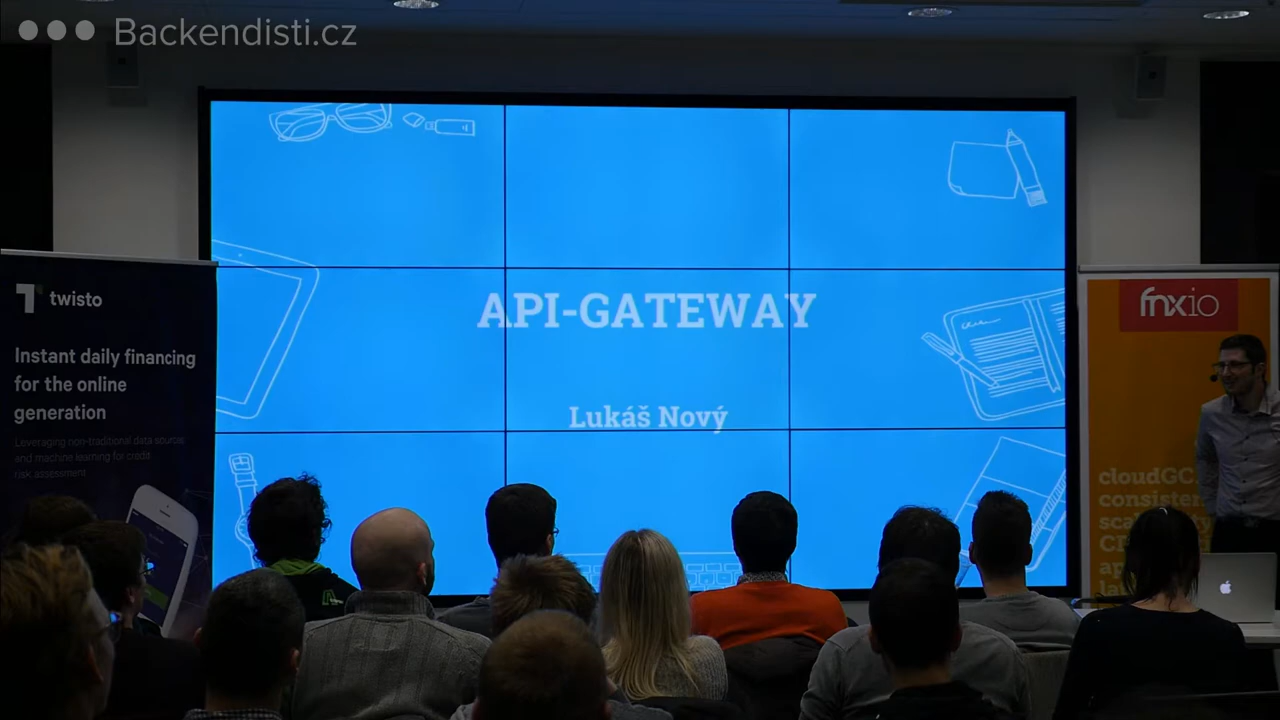 Backendisti.cz
API-GATEWAY
Lukáš Nový
twisto
Instant daily financing
for the online
generation
Leveraging non-traditional data sources
and machine learning for credit
risk assessment
fnxio
cloudGC